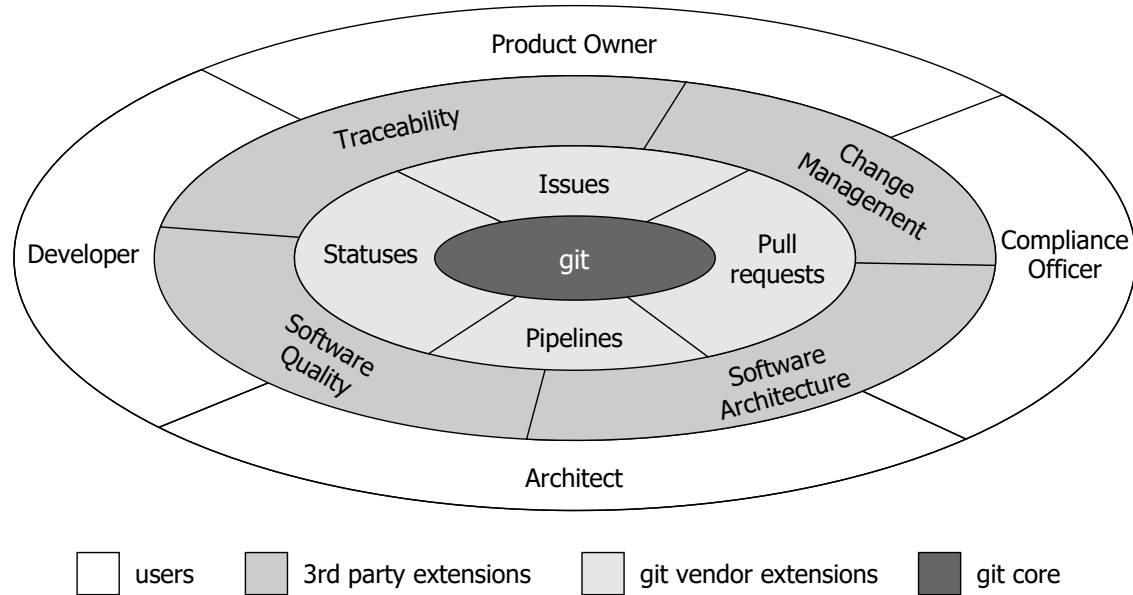 Product Owner
Traceability
Change
Management
Issues
Developer
Statuses
git
Pull
requests
Compliance
Officer
Pipelines
Software
Quality
Software
Architecture
Architect
users
3rd party extensions
git vendor extensions
git core